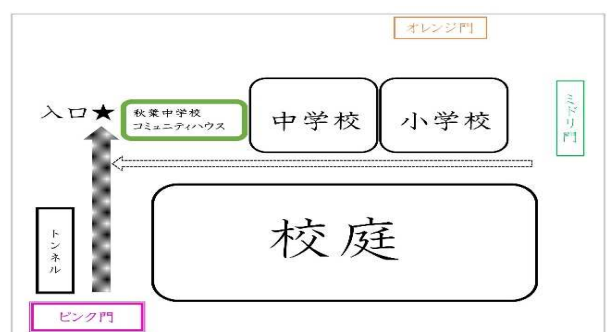 オレンジ門
ミドリ門
入口★
秋葉中学校
コミュニティハウス
中学校
小学校
校庭
トンネル
ピンク門